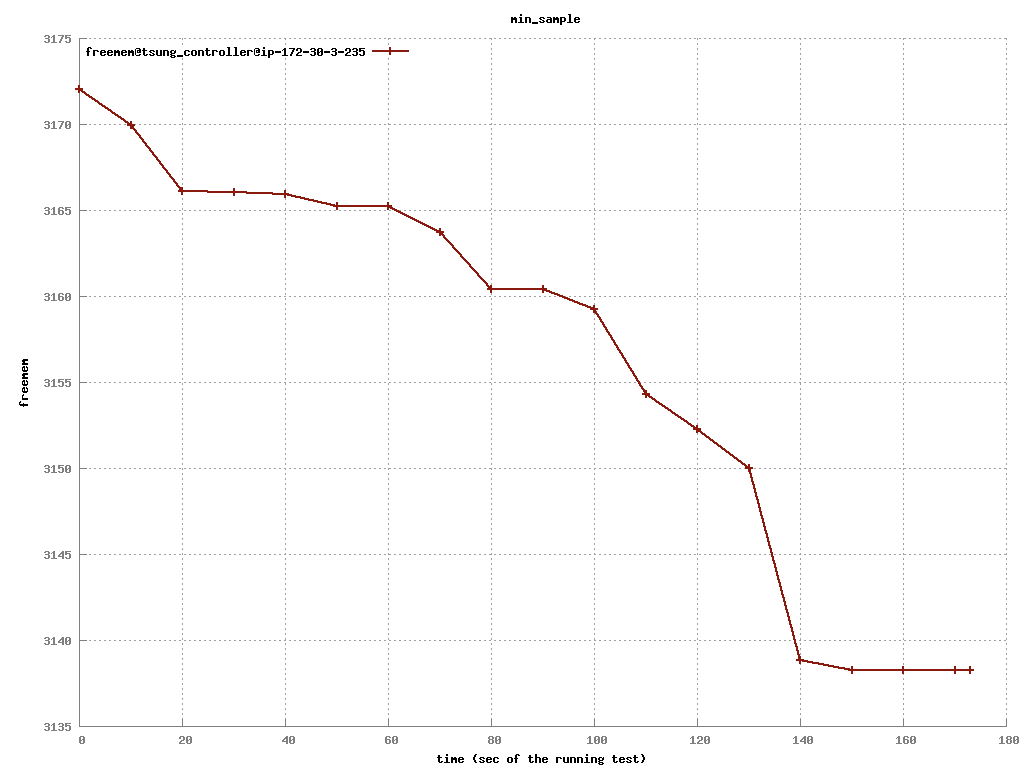 min_sample
freemem@tsung_controller@ip-172-30-3-235
3175
3170
3165
3160
3155
3150
3145
3140
3135
freemem
0 20 40 60 80 100 120 140 160 180
time (sec of the running test)